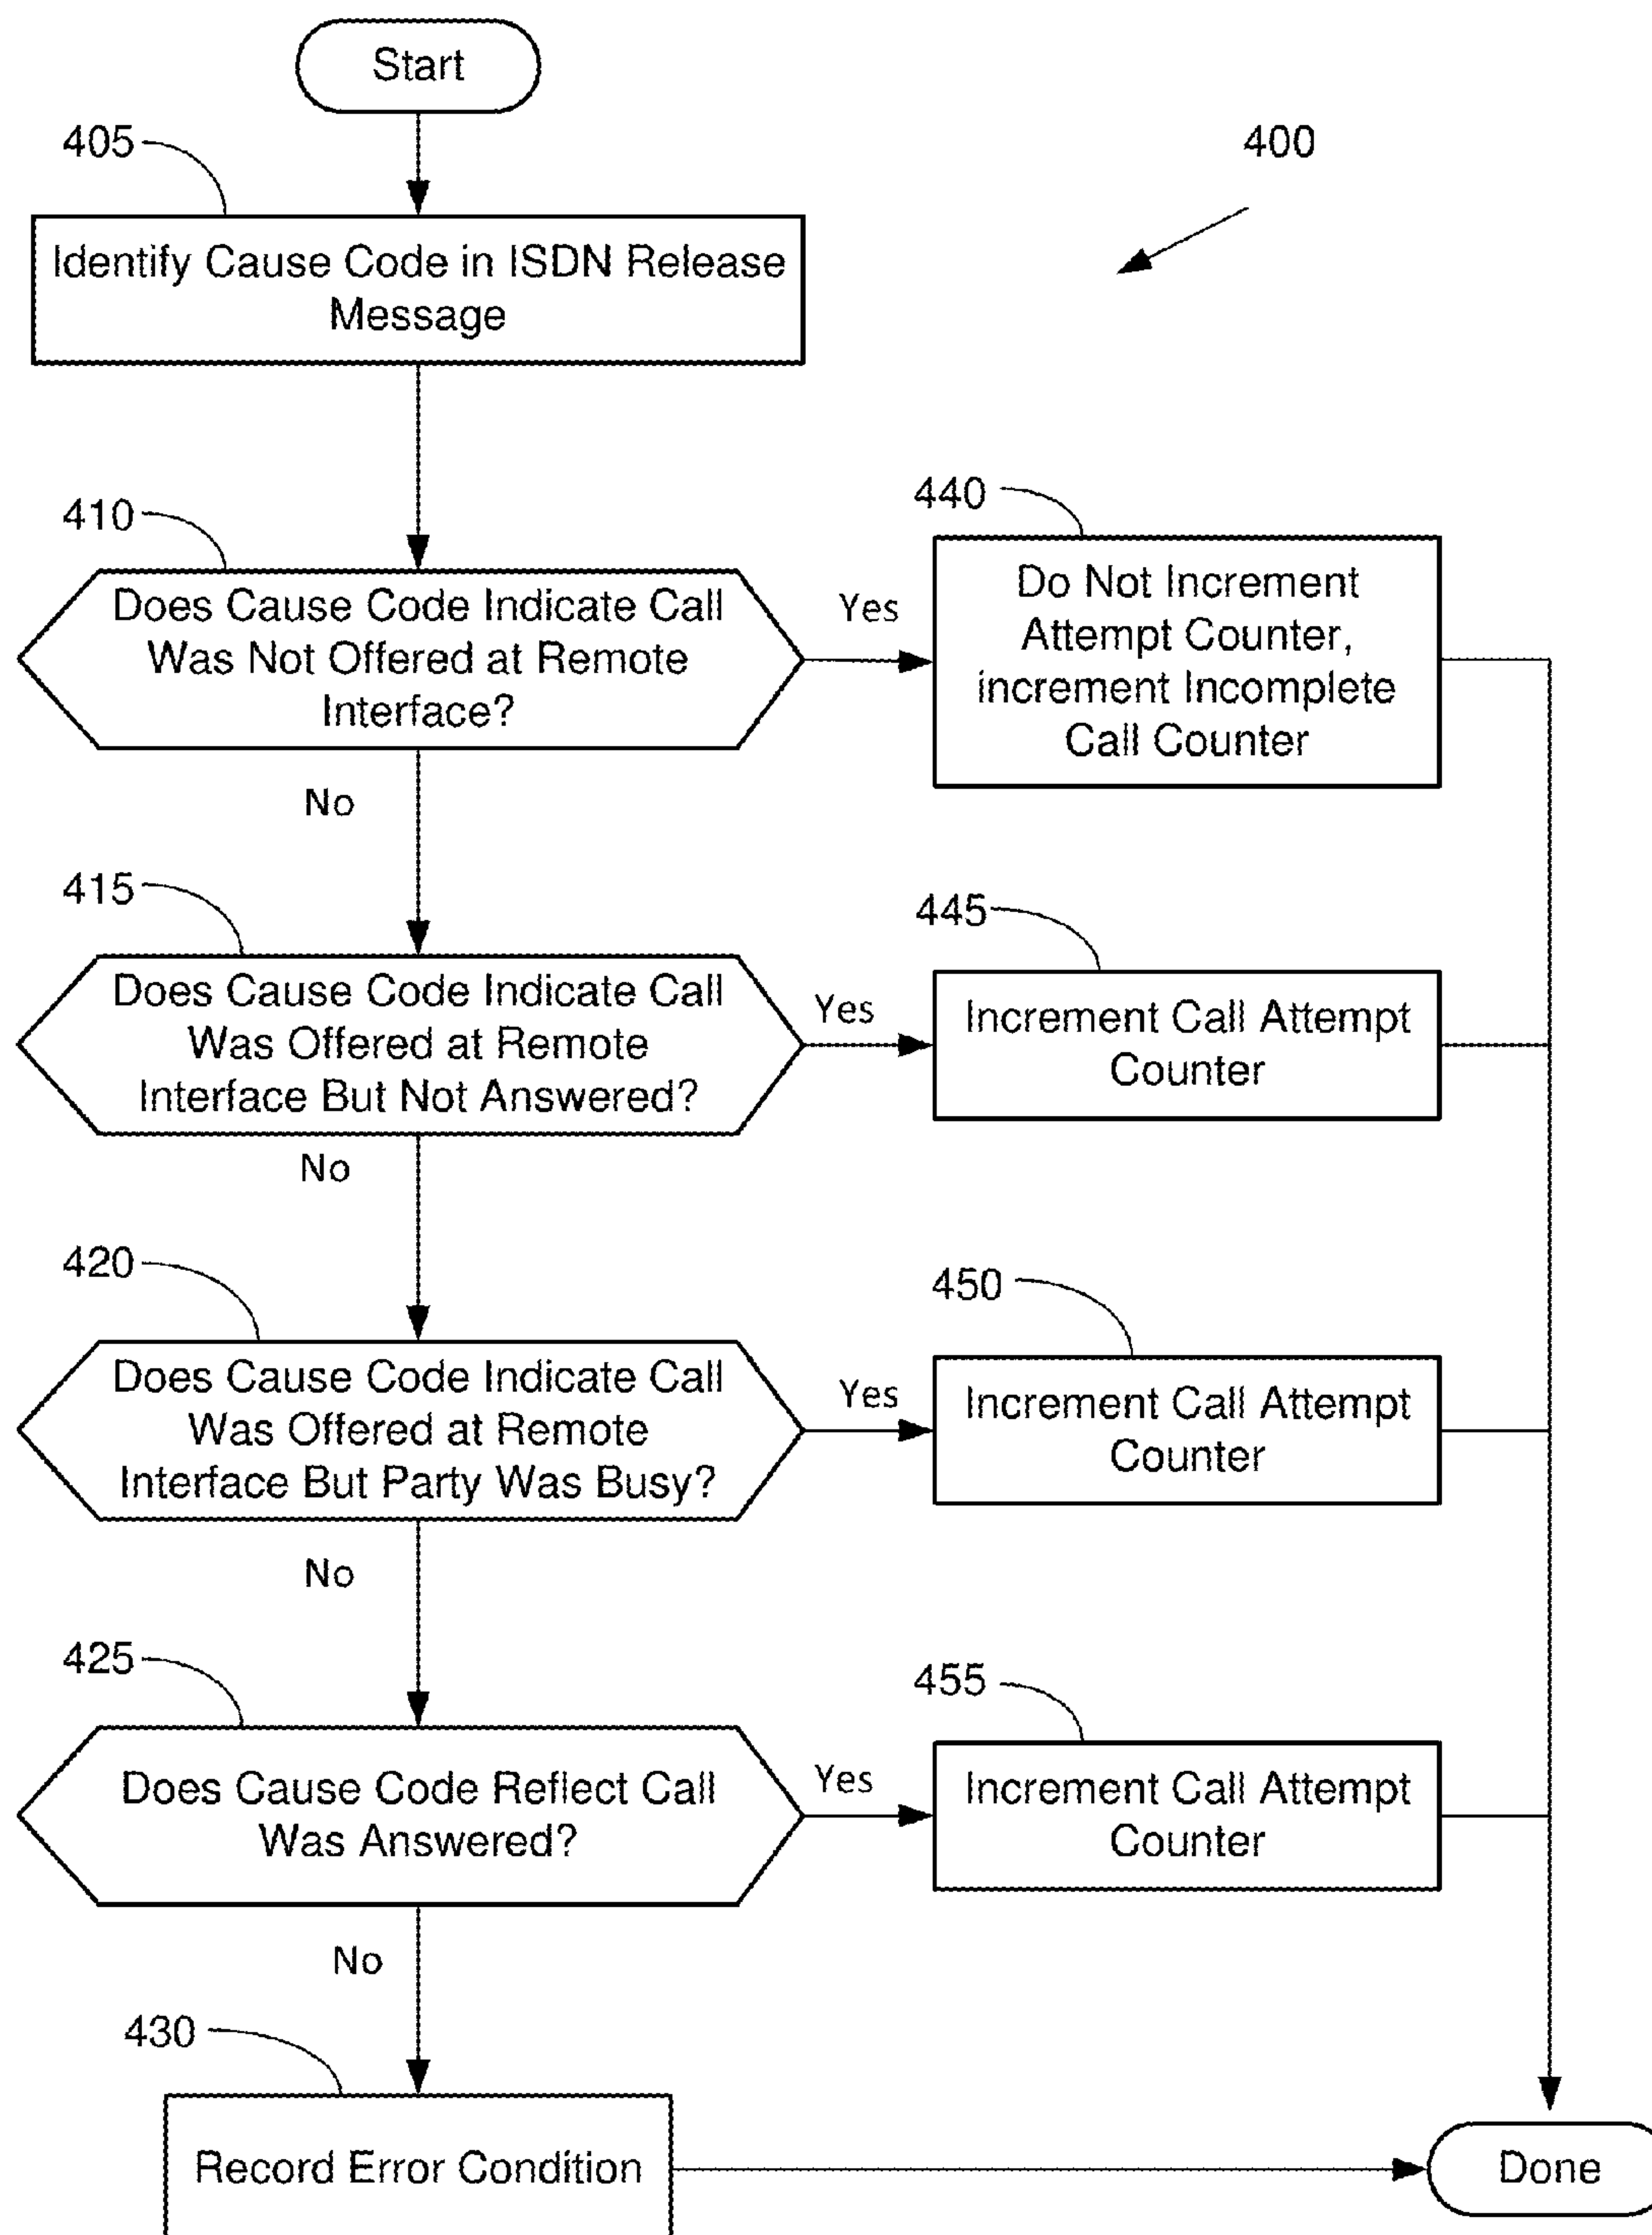 Start
405
400
Identify Cause Code in ISDN Release
Message
410
440
Does Cause Code Indicate Call
Was Not Offered at Remote
Interface?
Yes
Do Not Increment
Attempt Counter,
increment Incomplete
Call Counter
No
415
445
Does Cause Code Indicate Call
Was Offered at Remote
Interface But Not Answered?
Yes
Increment Call Attempt
Counter
No
420
450
Does Cause Code Indicate Call
Was Offered at Remote
Interface But Party Was Busy?
Yes
Increment Call Attempt
Counter
No
425
455
Does Cause Code Reflect Call
Was Answered?
Yes
Increment Call Attempt
Counter
No
430
Record Error Condition
Done